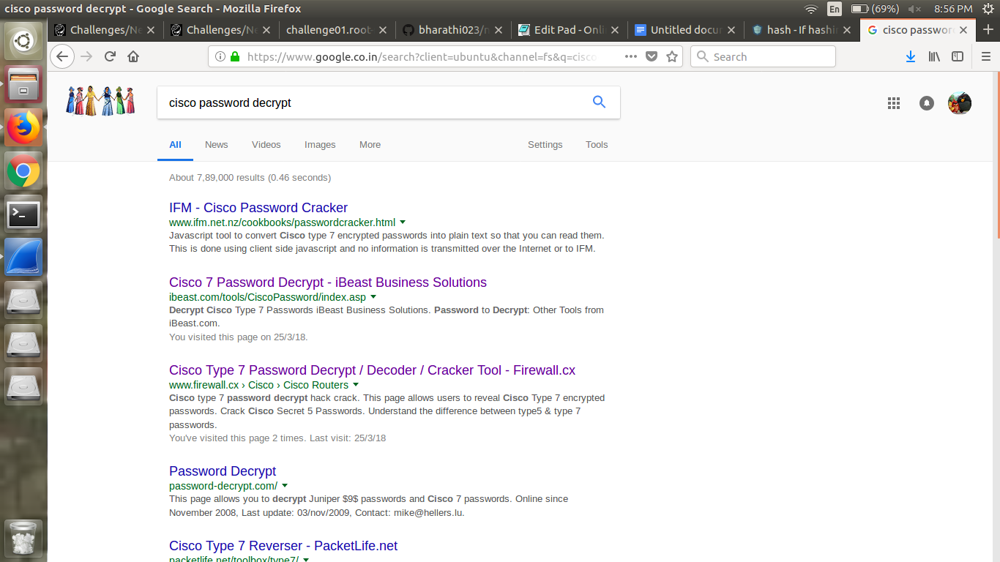 cisco password decrypt - Google Search - Mozilla Firefox
En (69%) 8:56 PM
Challenges/Ne
Challenges/Ne
challenge01.root-
bharathi023/n
Edit Pad - Onli
Untitled docum
hash - If hashi
cisco passwor
https://www.google.co.in/search?client=ubuntu&channel=fs&q=cisco
Search
cisco password decrypt
All News Videos Images More Settings Tools
About 7,89,000 results (0.46 seconds)
IFM - Cisco Password Cracker
www.ifm.net.nz/cookbooks/passwordcracker.html
Javascript tool to convert Cisco type 7 encrypted passwords into plain text so that you can read them.
This is done using client side javascript and no information is transmitted over the Internet or to IFM.
Cisco 7 Password Decrypt - iBeast Business Solutions
ibeast.com/tools/CiscoPassword/index.asp
Decrypt Cisco Type 7 Passwords iBeast Business Solutions. Password to Decrypt: Other Tools from
iBeast.com.
You visited this page on 25/3/18.
Cisco Type 7 Password Decrypt / Decoder / Cracker Tool - Firewall.cx
www.firewall.cx › Cisco › Cisco Routers
Cisco type 7 password decrypt hack crack. This page allows users to reveal Cisco Type 7 encrypted
passwords. Crack Cisco Secret 5 Passwords. Understand the difference between type5 & type 7
passwords.
You've visited this page 2 times. Last visit: 25/3/18
Password Decrypt
password-decrypt.com/
This page allows you to decrypt Juniper $9$ passwords and Cisco 7 passwords. Online since
November 2008, Last update: 03/nov/2009, Contact: mike@hellers.lu.
Cisco Type 7 Reverser - PacketLife.net
packetlife.net/toolbox/type7/